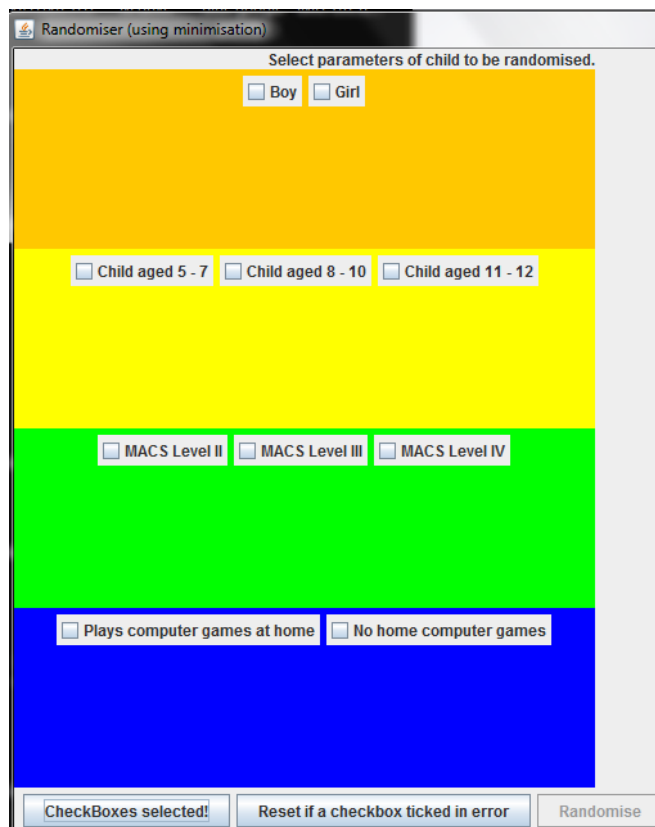 Randomiser (using minimisation)
Select parameters of child to be randomised.
Boy Girl
Child aged 5 - 7 Child aged 8 - 10 Child aged 11 - 12
MACS Level II MACS Level III MACS Level IV
Plays computer games at home No home computer games
CheckBoxes selected! Reset if a checkbox ticked in error Randomise